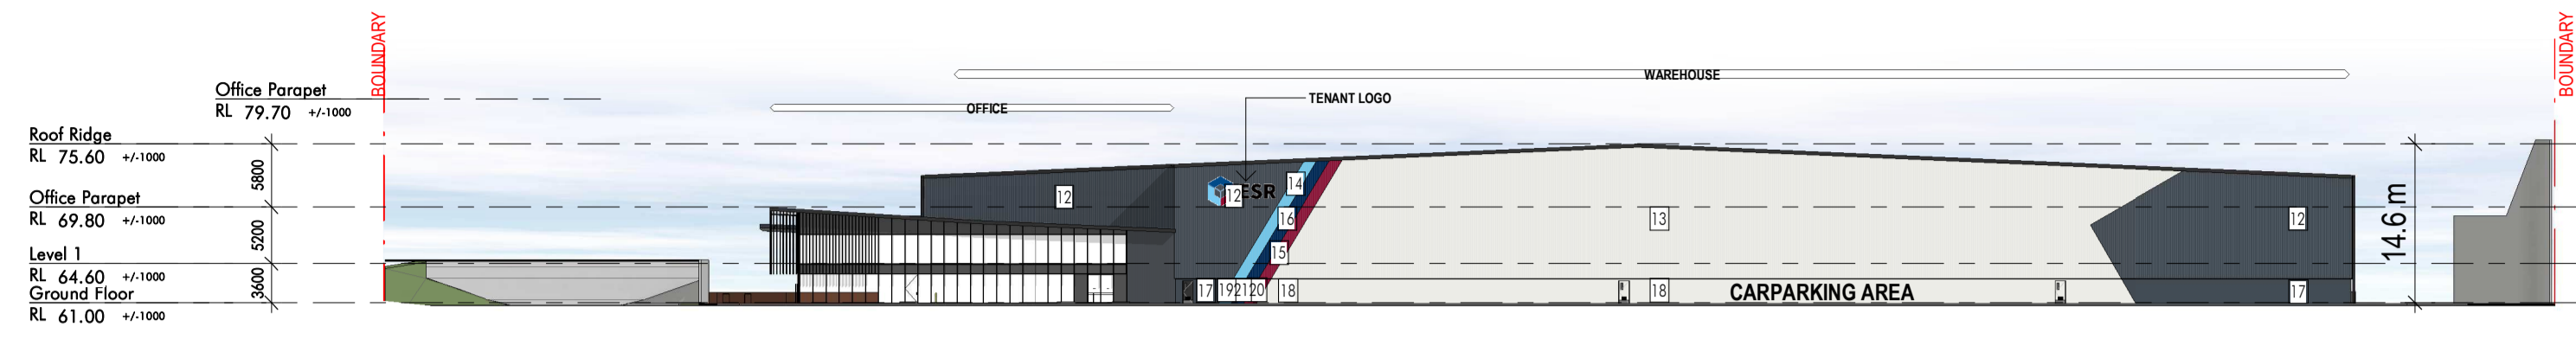 BOUNDARY
BOUNDARY
WAREHOUSE
Office Parapet
RL 79.70 +/-1000
OFFICE
TENANT LOGO
Roof Ridge
RL 75.60 +/-1000
5800
Office Parapet
RL 69.80 +/-1000
5200
Level 1
RL 64.60 +/-1000
3600
Ground Floor
RL 61.00 +/-1000
12
12
ESR
14
16
15
13
12
14.6 m
17
19
21
20
18
18
CARPARKING AREA
17